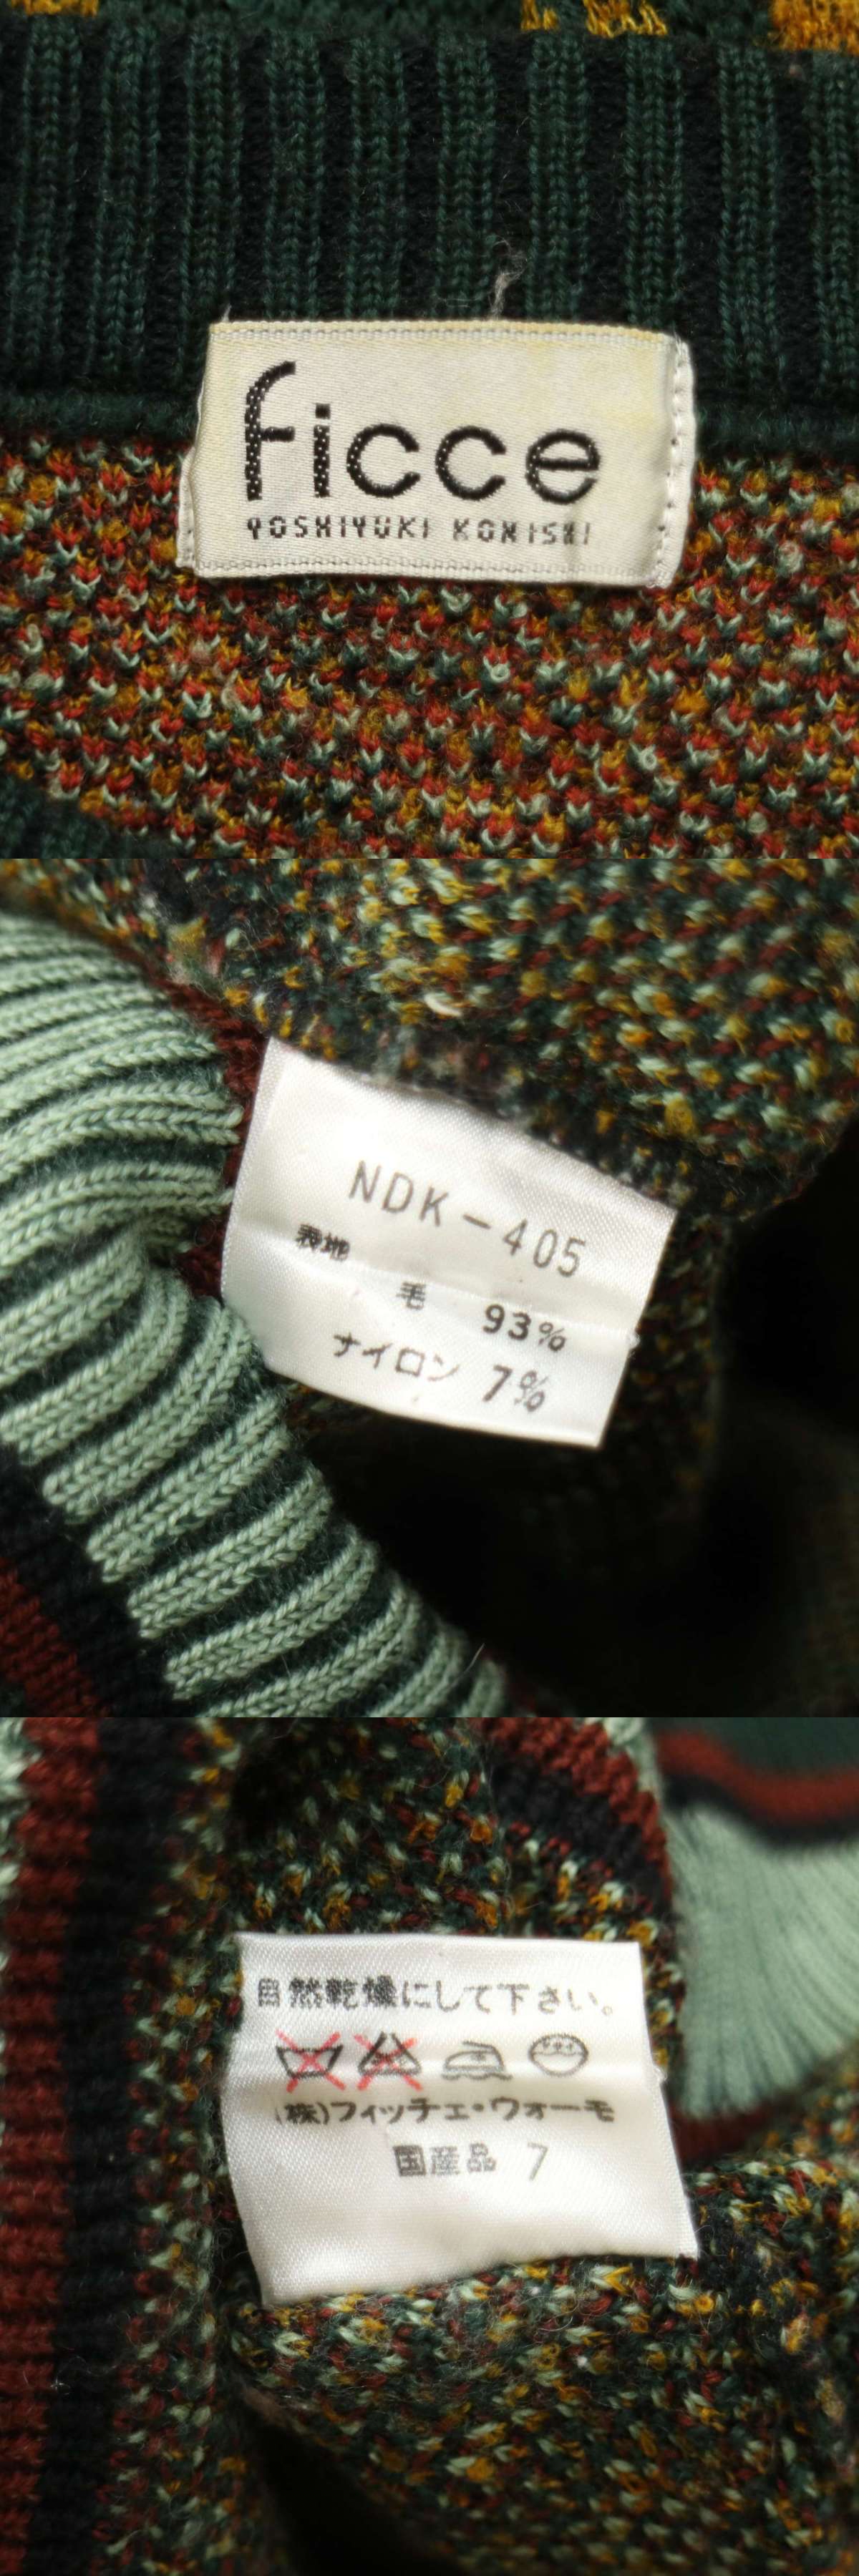 ficce
YOSHIYUKI KONISHI
NDK-405
表地
毛 93%
ナイロン 7%
自然乾燥にして下さい。
(株)フィッチェ・ウォーモ
国産品 7